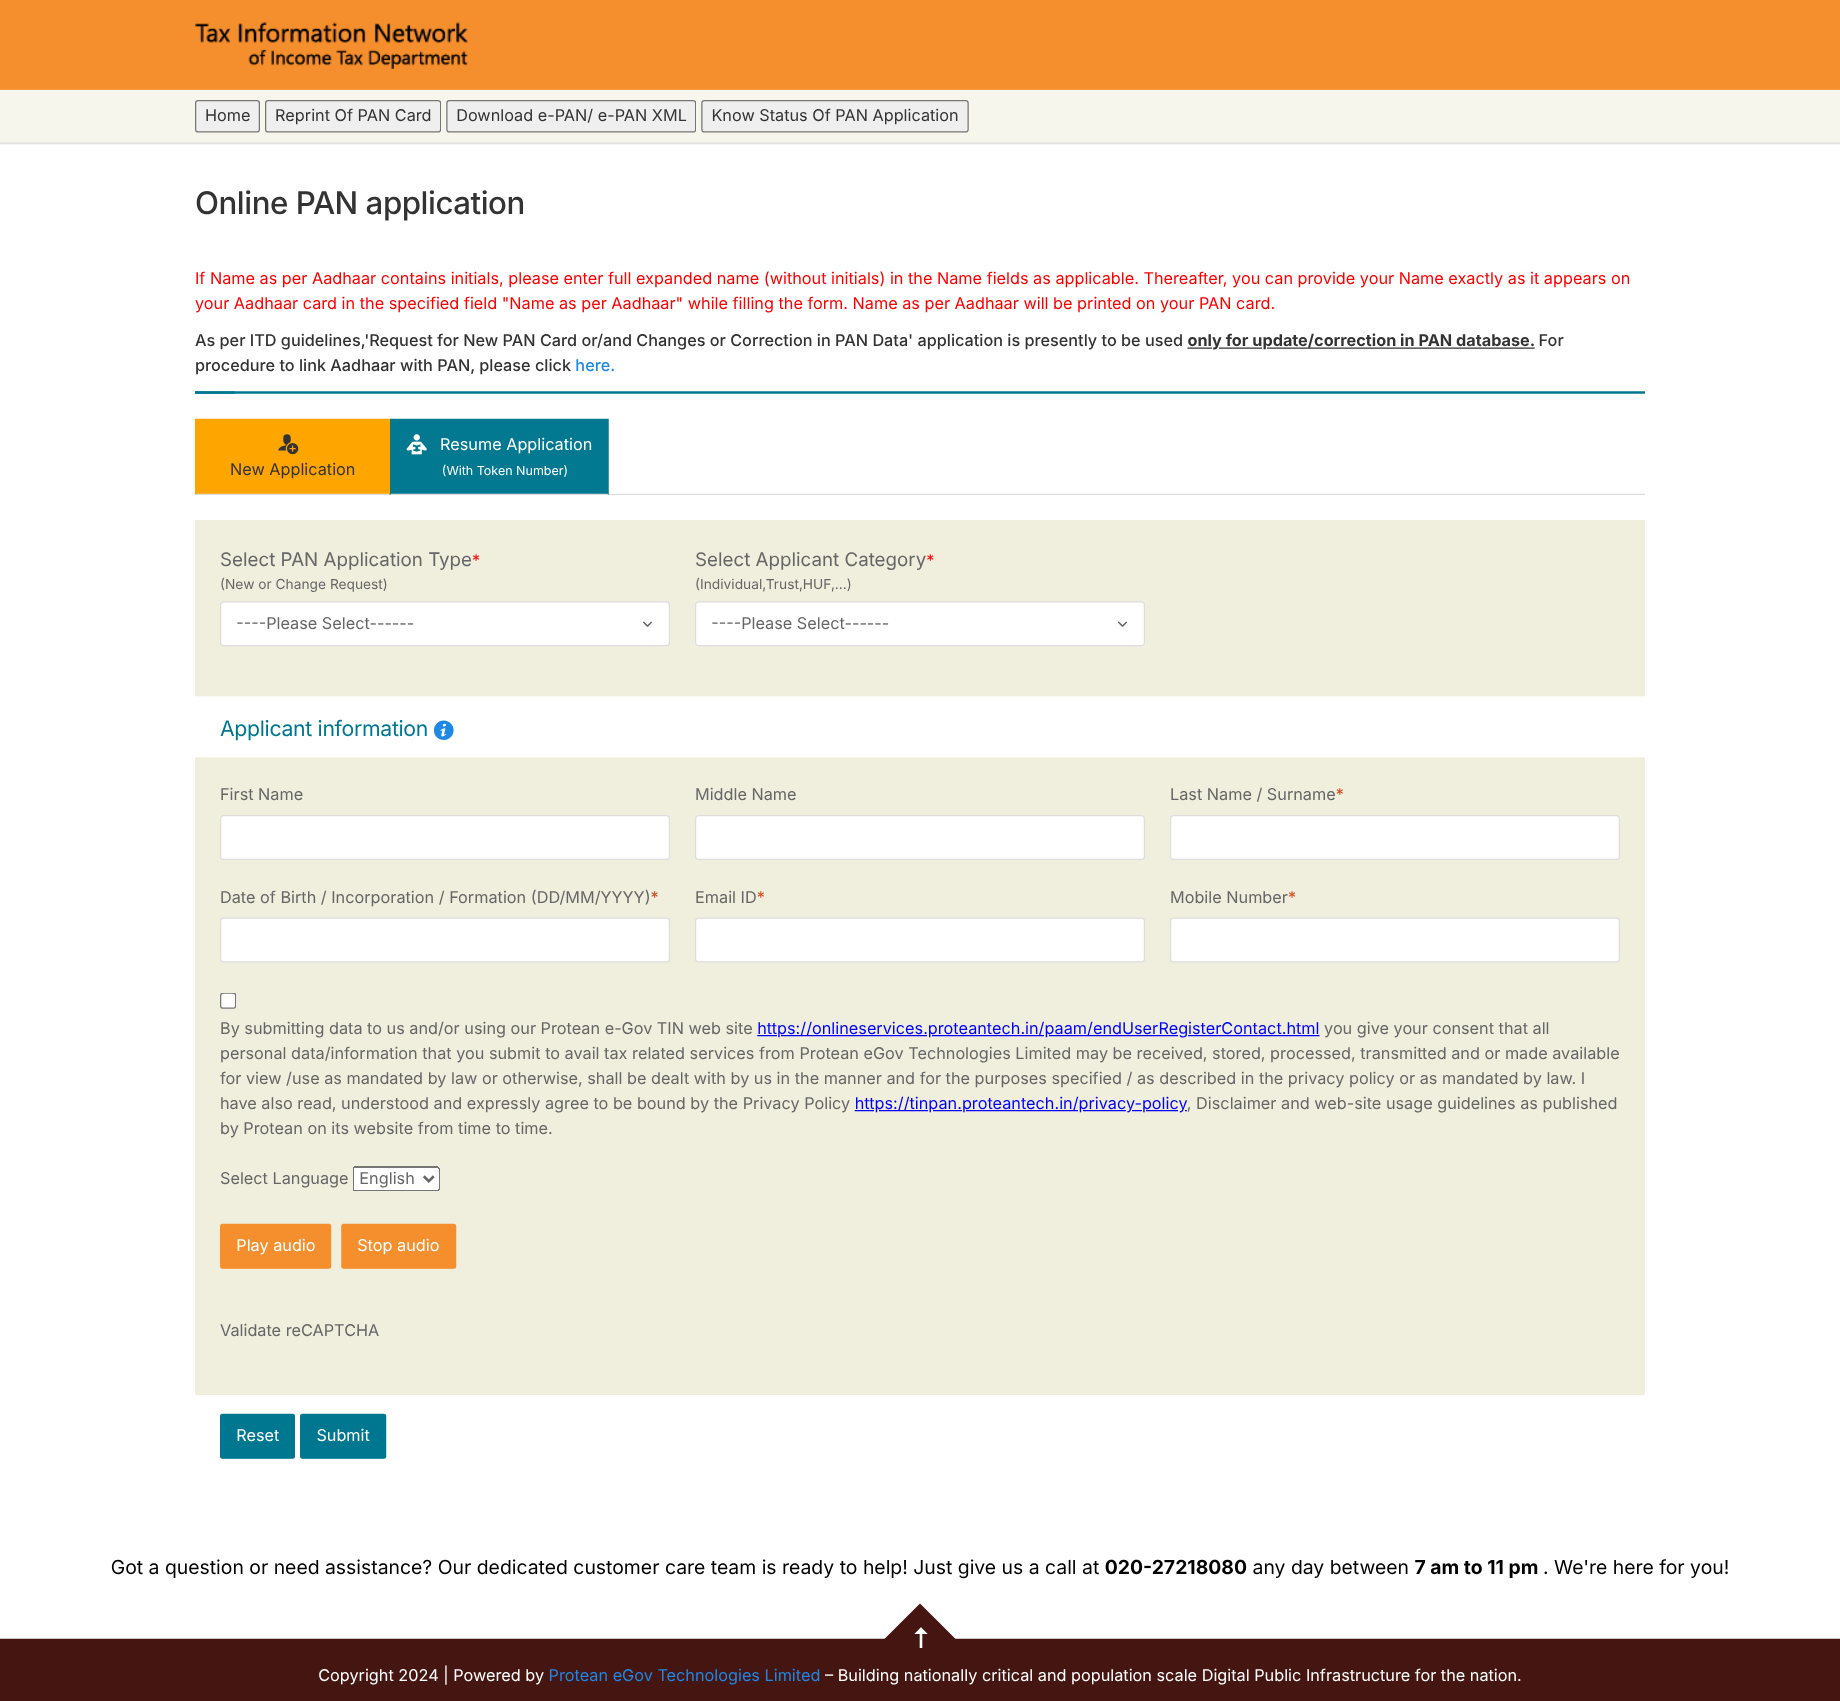 Tax Information Network
of Income Tax Department
Home Reprint Of PAN Card Download e-PAN/ e-PAN XML Know Status Of PAN Application
Online PAN application
If Name as per Aadhaar contains initials, please enter full expanded name (without initials) in the Name fields as applicable. Thereafter, you can provide your Name exactly as it appears on
your Aadhaar card in the specified field "Name as per Aadhaar" while filling the form. Name as per Aadhaar will be printed on your PAN card.
As per ITD guidelines,'Request for New PAN Card or/and Changes or Correction in PAN Data' application is presently to be used only for update/correction in PAN database. For
procedure to link Aadhaar with PAN, please click here.
New Application
Resume Application
(With Token Number)
Select PAN Application Type* Select Applicant Category*
(New or Change Request) (Individual,Trust,HUF,...)
----Please Select------ ----Please Select------
Applicant information
First Name Middle Name Last Name / Surname*
Date of Birth / Incorporation / Formation (DD/MM/YYYY)* Email ID* Mobile Number*
By submitting data to us and/or using our Protean e-Gov TIN web site https://onlineservices.proteantech.in/paam/endUserRegisterContact.html you give your consent that all
personal data/information that you submit to avail tax related services from Protean eGov Technologies Limited may be received, stored, processed, transmitted and or made available
for view /use as mandated by law or otherwise, shall be dealt with by us in the manner and for the purposes specified / as described in the privacy policy or as mandated by law. I
have also read, understood and expressly agree to be bound by the Privacy Policy https://tinpan.proteantech.in/privacy-policy, Disclaimer and web-site usage guidelines as published
by Protean on its website from time to time.
Select Language English
Play audio Stop audio
Validate reCAPTCHA
Reset Submit
Got a question or need assistance? Our dedicated customer care team is ready to help! Just give us a call at 020-27218080 any day between 7 am to 11 pm . We're here for you!
Copyright 2024 | Powered by Protean eGov Technologies Limited – Building nationally critical and population scale Digital Public Infrastructure for the nation.